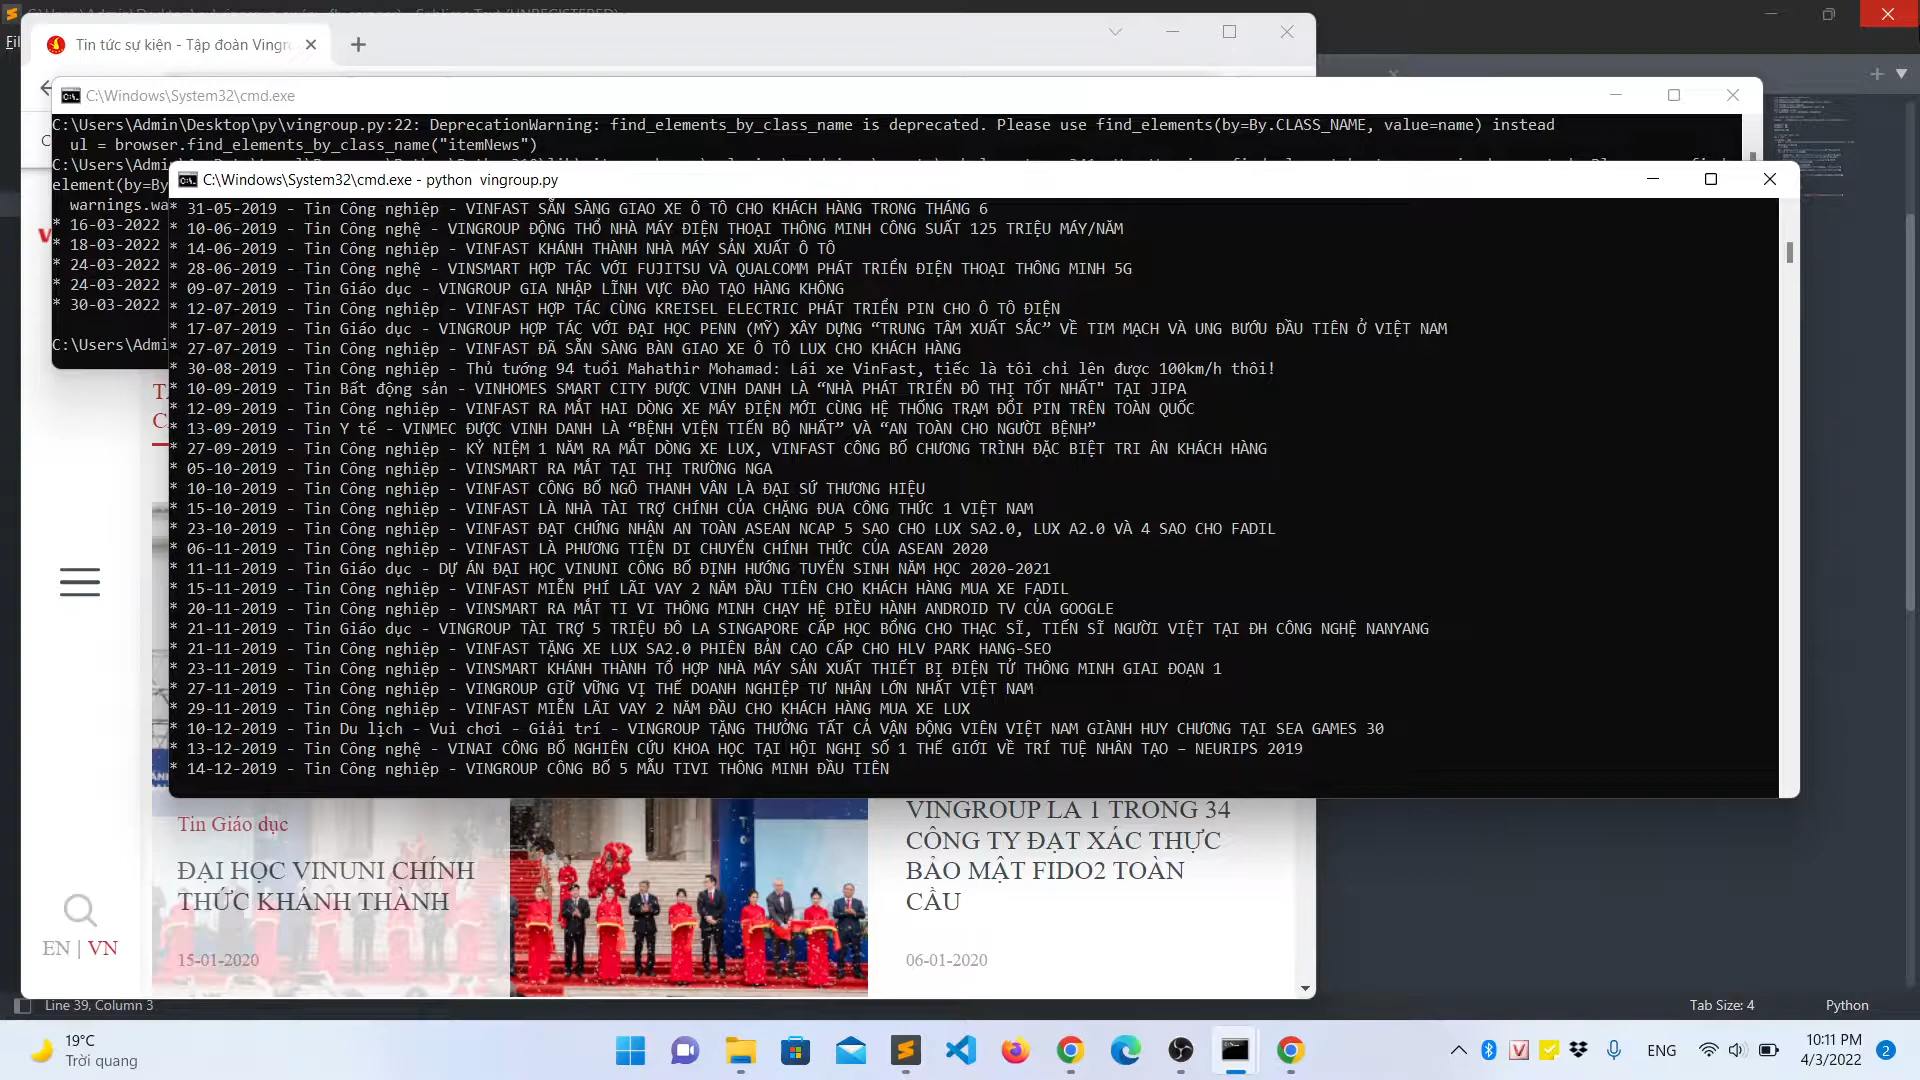 Tin tức sự kiện - Tập đoàn Vingr
C:\Windows\System32\cmd.exe
C:\Users\Admin\Desktop\py\vingroup.py:22: DeprecationWarning: find_elements_by_class_name is deprecated. Please use find_elements(by=By.CLASS_NAME, value=name) instead
ul = browser.find_elements_by_class_name("itemNews")
element(by=By
warnings.wa
* 16-03-2022
* 18-03-2022
* 24-03-2022
* 24-03-2022
* 30-03-2022
C:\Users\Admi
C:\Windows\System32\cmd.exe - python vingroup.py
* 31-05-2019 - Tin Công nghiệp - VINFAST SẴN SÀNG GIAO XE Ô TÔ CHO KHÁCH HÀNG TRONG THÁNG 6
* 10-06-2019 - Tin Công nghệ - VINGROUP ĐỘNG THỔ NHÀ MÁY ĐIỆN THOẠI THÔNG MINH CÔNG SUẤT 125 TRIỆU MÁY/NĂM
* 14-06-2019 - Tin Công nghiệp - VINFAST KHÁNH THÀNH NHÀ MÁY SẢN XUẤT Ô TÔ
* 28-06-2019 - Tin Công nghệ - VINSMART HỢP TÁC VỚI FUJITSU VÀ QUALCOMM PHÁT TRIỂN ĐIỆN THOẠI THÔNG MINH 5G
* 09-07-2019 - Tin Giáo dục - VINGROUP GIA NHẬP LĨNH VỰC ĐÀO TẠO HÀNG KHÔNG
* 12-07-2019 - Tin Công nghiệp - VINFAST HỢP TÁC CÙNG KREISEL ELECTRIC PHÁT TRIỂN PIN CHO Ô TÔ ĐIỆN
* 17-07-2019 - Tin Giáo dục - VINGROUP HỢP TÁC VỚI ĐẠI HỌC PENN (MỸ) XÂY DỰNG “TRUNG TÂM XUẤT SẮC” VỀ TIM MẠCH VÀ UNG BƯỚU ĐẦU TIÊN Ở VIỆT NAM
* 27-07-2019 - Tin Công nghiệp - VINFAST ĐÃ SẴN SÀNG BÀN GIAO XE Ô TÔ LUX CHO KHÁCH HÀNG
* 30-08-2019 - Tin Công nghiệp - Thủ tướng 94 tuổi Mahathir Mohamad: Lái xe VinFast, tiếc là tôi chỉ lên được 100km/h thôi!
* 10-09-2019 - Tin Bất động sản - VINHOMES SMART CITY ĐƯỢC VINH DANH LÀ “NHÀ PHÁT TRIỂN ĐÔ THỊ TỐT NHẤT" TẠI JIPA
* 12-09-2019 - Tin Công nghiệp - VINFAST RA MẮT HAI DÒNG XE MÁY ĐIỆN MỚI CÙNG HỆ THỐNG TRẠM ĐỔI PIN TRÊN TOÀN QUỐC
* 13-09-2019 - Tin Y tế - VINMEC ĐƯỢC VINH DANH LÀ “BỆNH VIỆN TIẾN BỘ NHẤT” VÀ “AN TOÀN CHO NGƯỜI BỆNH”
* 27-09-2019 - Tin Công nghiệp - KỶ NIỆM 1 NĂM RA MẮT DÒNG XE LUX, VINFAST CÔNG BỐ CHƯƠNG TRÌNH ĐẶC BIỆT TRI ÂN KHÁCH HÀNG
* 05-10-2019 - Tin Công nghiệp - VINSMART RA MẮT TẠI THỊ TRƯỜNG NGA
* 10-10-2019 - Tin Công nghiệp - VINFAST CÔNG BỐ NGÔ THANH VÂN LÀ ĐẠI SỨ THƯƠNG HIỆU
* 15-10-2019 - Tin Công nghiệp - VINFAST LÀ NHÀ TÀI TRỢ CHÍNH CỦA CHẶNG ĐUA CÔNG THỨC 1 VIỆT NAM
* 23-10-2019 - Tin Công nghiệp - VINFAST ĐẠT CHỨNG NHẬN AN TOÀN ASEAN NCAP 5 SAO CHO LUX SA2.0, LUX A2.0 VÀ 4 SAO CHO FADIL
* 06-11-2019 - Tin Công nghiệp - VINFAST LÀ PHƯƠNG TIỆN DI CHUYỂN CHÍNH THỨC CỦA ASEAN 2020
* 11-11-2019 - Tin Giáo dục - DỰ ÁN ĐẠI HỌC VINUNI CÔNG BỐ ĐỊNH HƯỚNG TUYỂN SINH NĂM HỌC 2020-2021
* 15-11-2019 - Tin Công nghiệp - VINFAST MIỄN PHÍ LÃI VAY 2 NĂM ĐẦU TIÊN CHO KHÁCH HÀNG MUA XE FADIL
* 20-11-2019 - Tin Công nghiệp - VINSMART RA MẮT TI VI THÔNG MINH CHẠY HỆ ĐIỀU HÀNH ANDROID TV CỦA GOOGLE
* 21-11-2019 - Tin Giáo dục - VINGROUP TÀI TRỢ 5 TRIỆU ĐÔ LA SINGAPORE CẤP HỌC BỔNG CHO THẠC SĨ, TIẾN SĨ NGƯỜI VIỆT TẠI ĐH CÔNG NGHỆ NANYANG
* 21-11-2019 - Tin Công nghiệp - VINFAST TẶNG XE LUX SA2.0 PHIÊN BẢN CAO CẤP CHO HLV PARK HANG-SEO
* 23-11-2019 - Tin Công nghiệp - VINSMART KHÁNH THÀNH TỔ HỢP NHÀ MÁY SẢN XUẤT THIẾT BỊ ĐIỆN TỬ THÔNG MINH GIAI ĐOẠN 1
* 27-11-2019 - Tin Công nghiệp - VINGROUP GIỮ VỮNG VỊ THẾ DOANH NGHIỆP TƯ NHÂN LỚN NHẤT VIỆT NAM
* 29-11-2019 - Tin Công nghiệp - VINFAST MIỄN LÃI VAY 2 NĂM ĐẦU CHO KHÁCH HÀNG MUA XE LUX
* 10-12-2019 - Tin Du lịch - Vui chơi - Giải trí - VINGROUP TẶNG THƯỞNG TẤT CẢ VẬN ĐỘNG VIÊN VIỆT NAM GIÀNH HUY CHƯƠNG TẠI SEA GAMES 30
* 13-12-2019 - Tin Công nghệ - VINAI CÔNG BỐ NGHIÊN CỨU KHOA HỌC TẠI HỘI NGHỊ SỐ 1 THẾ GIỚI VỀ TRÍ TUỆ NHÂN TẠO – NEURIPS 2019
* 14-12-2019 - Tin Công nghiệp - VINGROUP CÔNG BỐ 5 MẪU TIVI THÔNG MINH ĐẦU TIÊN
Tin Giáo dục
ĐẠI HỌC VINUNI CHÍNH
THỨC KHÁNH THÀNH
15-01-2020
VINGROUP LÀ 1 TRONG 34
CÔNG TY ĐẠT XÁC THỰC
BẢO MẬT FIDO2 TOÀN
CẦU
06-01-2020
EN | VN
Line 39, Column 3
Tab Size: 4
Python
19°C
Trời quang
ENG
10:11 PM
4/3/2022
2